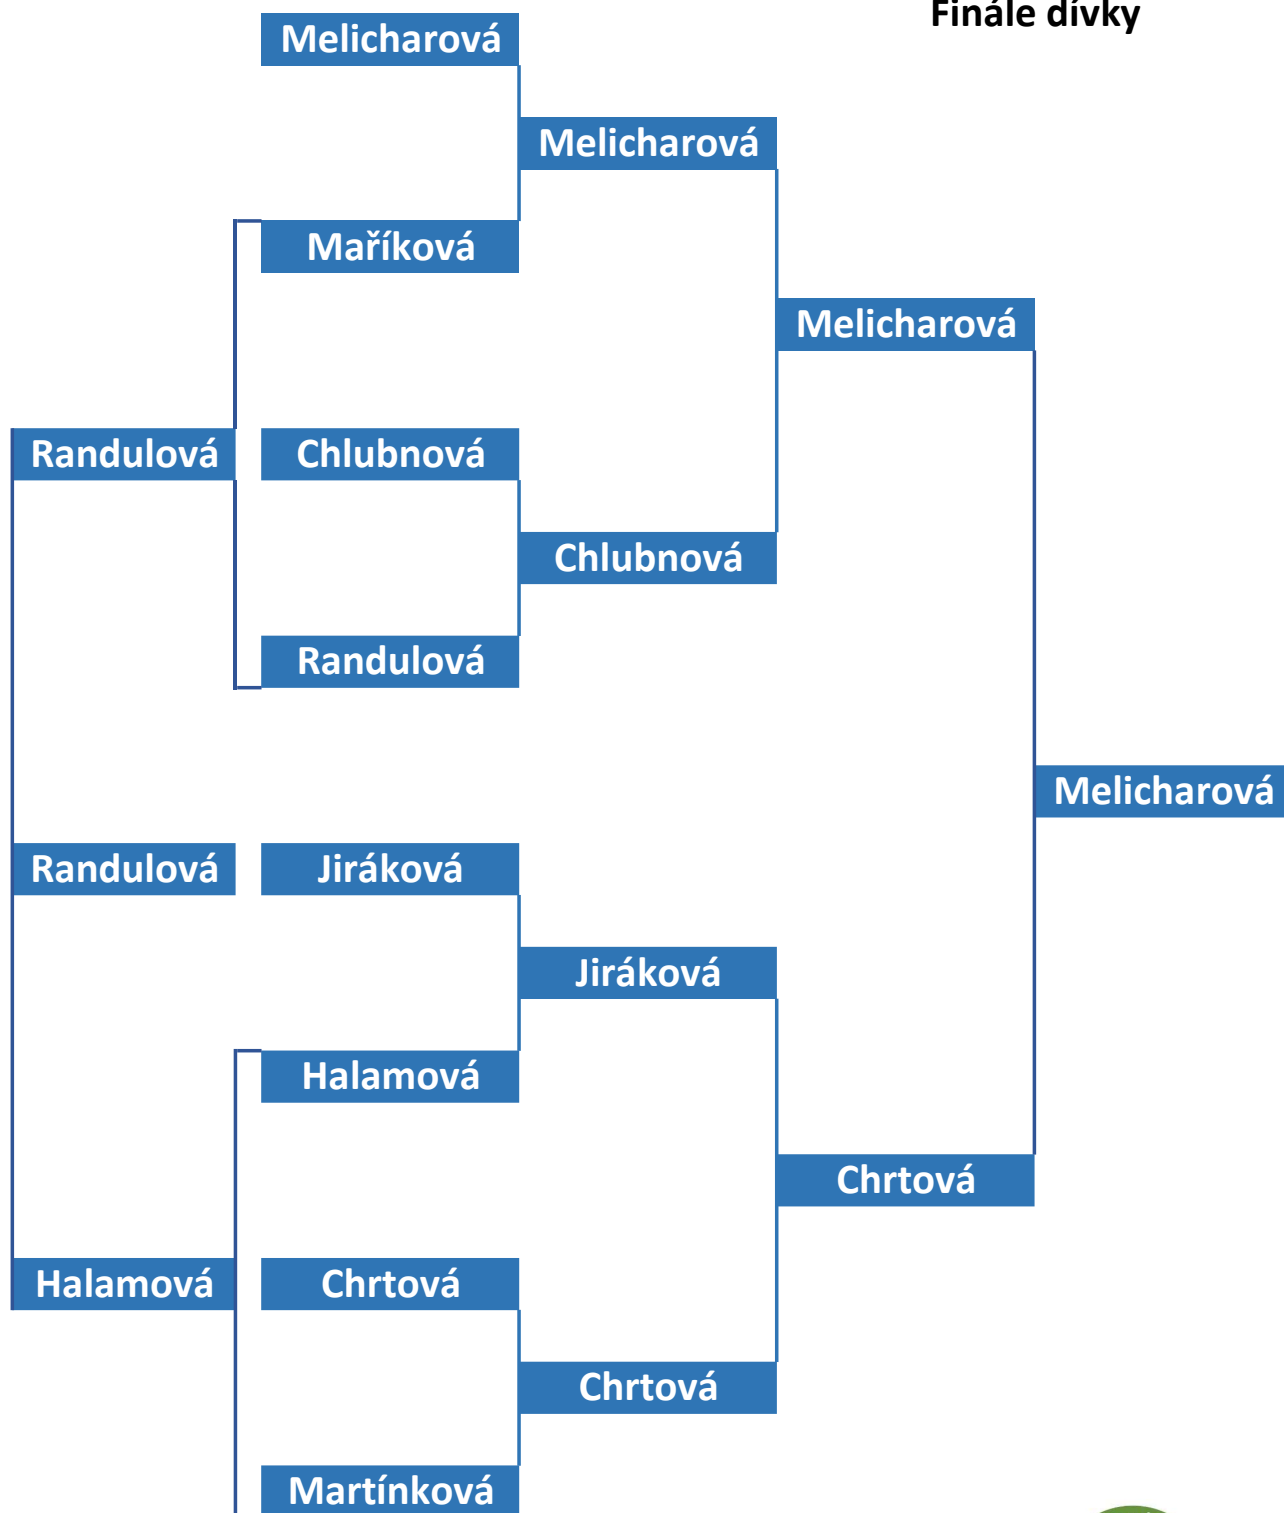 Finále dívky
Melicharová
Melicharová
Maříková
Melicharová
Randulová
Chlubnová
Chlubnová
Randulová
Melicharová
Randulová
Jiráková
Jiráková
Halamová
Chrtová
Halamová
Chrtová
Chrtová
Martínková